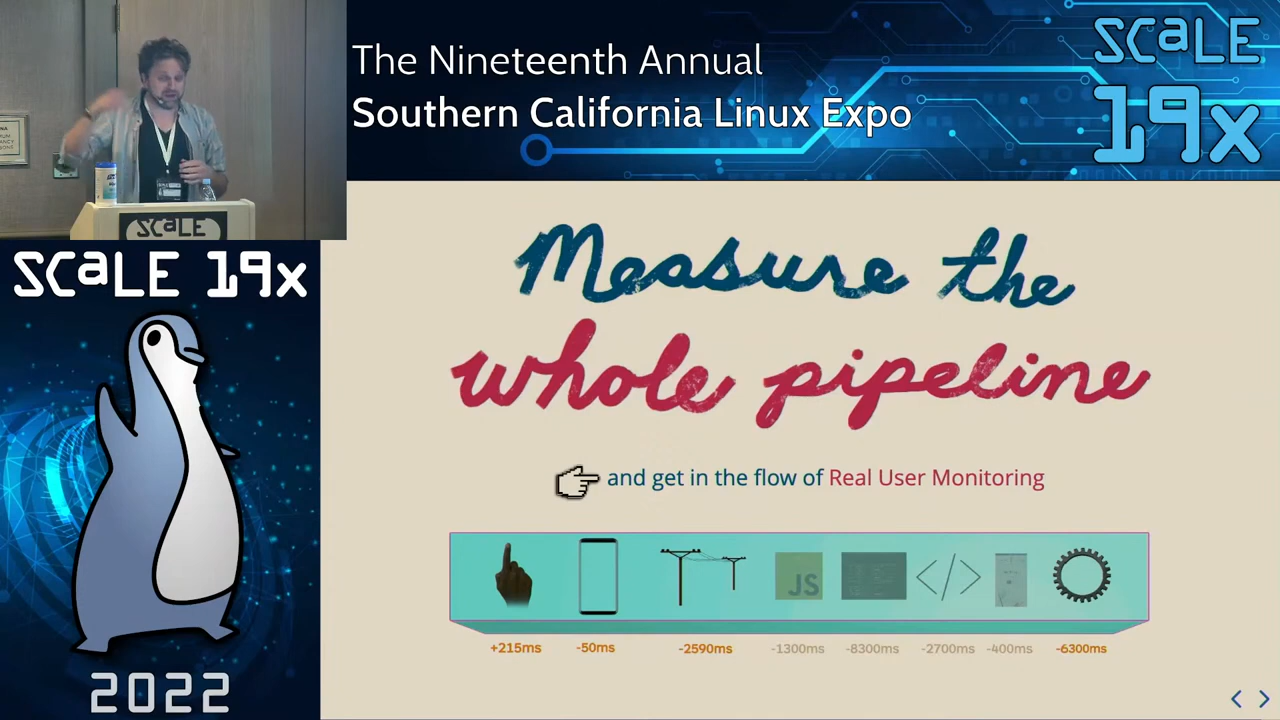 The Nineteenth Annual
Southern California Linux Expo
SCaLE
19x
SCaLE
SCaLE 19x
2022
Measure the
whole pipeline
and get in the flow of Real User Monitoring
JS
</>
+215ms -50ms -2590ms -1300ms -8300ms -2700ms -400ms -6300ms